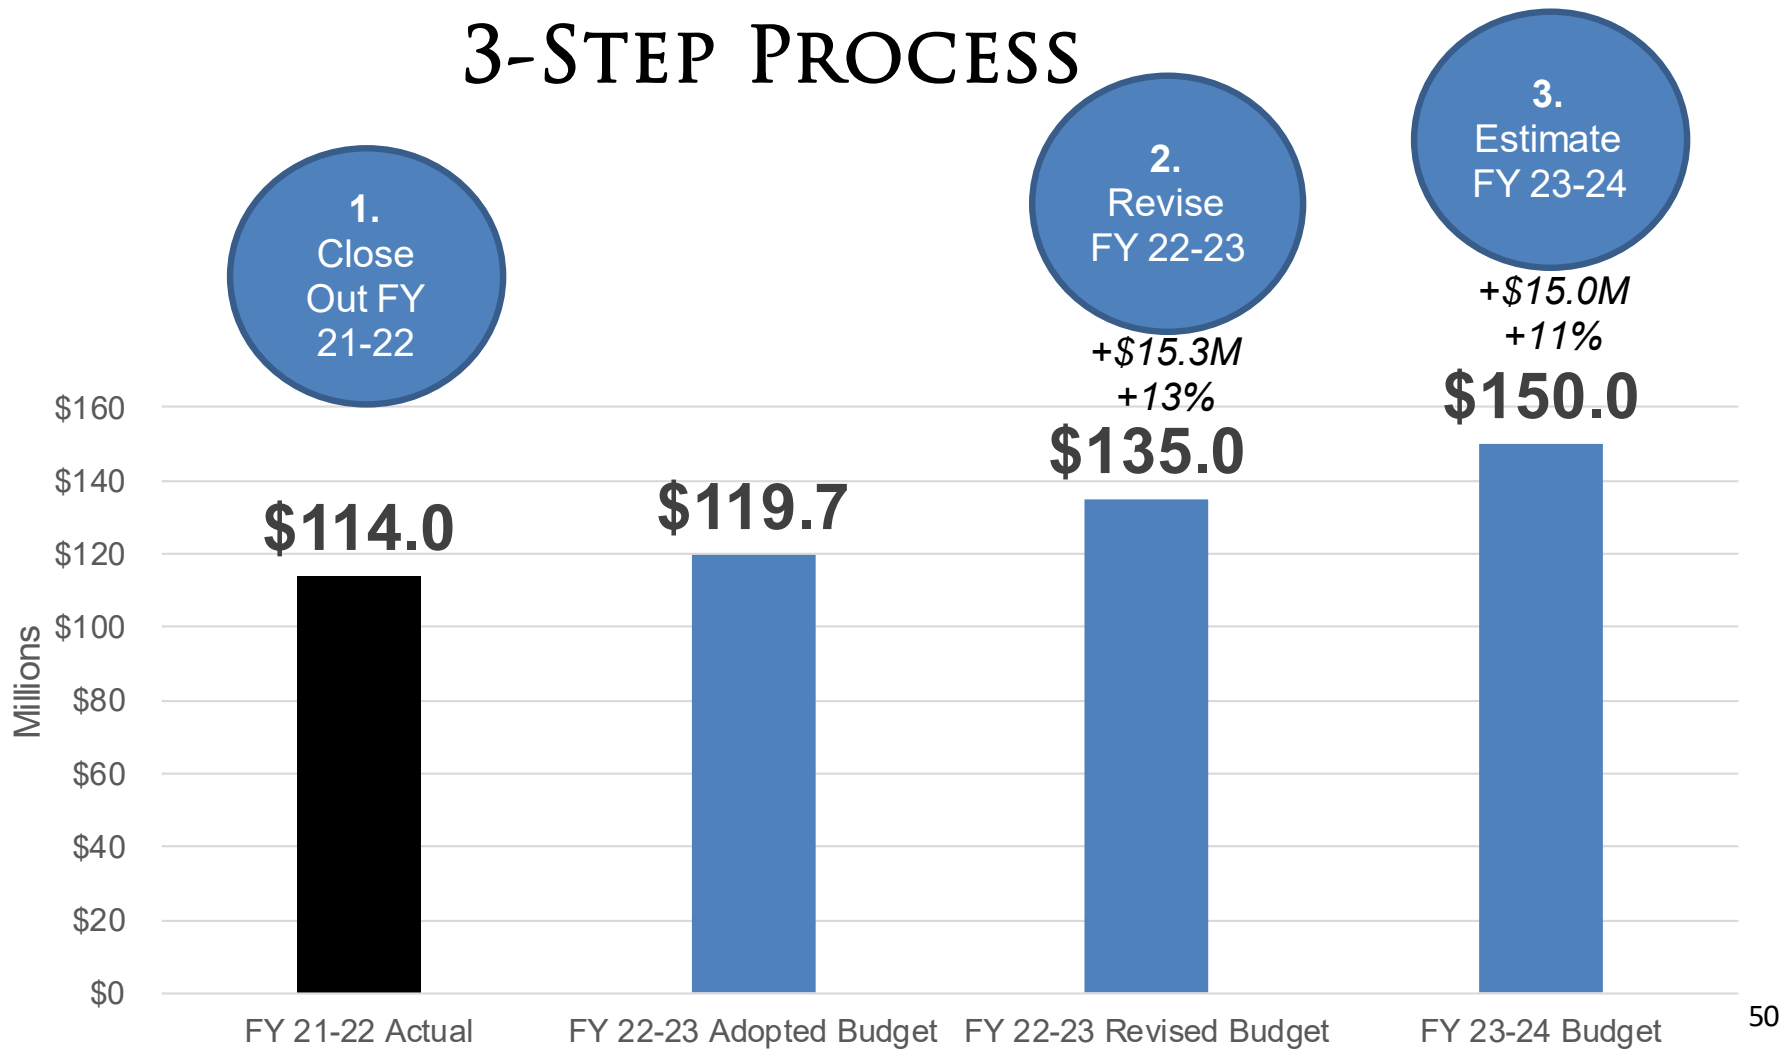 3-STEP PROCESS
1.
Close
Out FY
21-22
2.
Revise
FY 22-23
3.
Estimate
FY 23-24
+$15.3M
+13%
+$15.0M
+11%
$114.0
$119.7
$135.0
$150.0
Millions
$160
$140
$120
$100
$80
$60
$40
$20
$0
FY 21-22 Actual
FY 22-23 Adopted Budget
FY 22-23 Revised Budget
FY 23-24 Budget
50